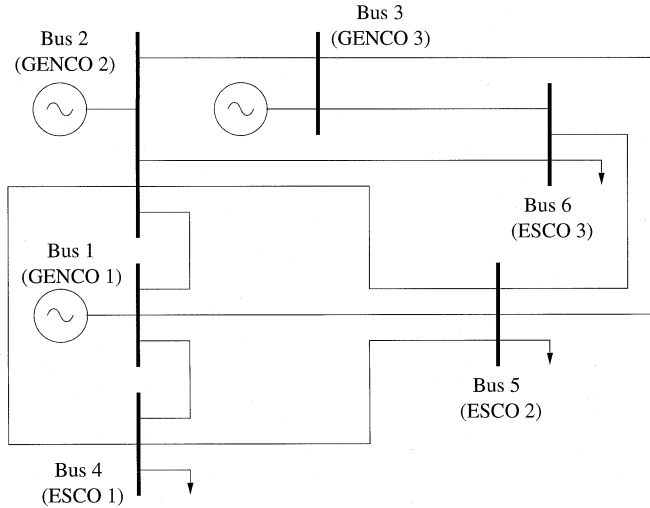 Bus 3
(GENCO 3)
Bus 2
(GENCO 2)
Bus 6
(ESCO 3)
Bus 1
(GENCO 1)
Bus 5
(ESCO 2)
Bus 4
(ESCO 1)